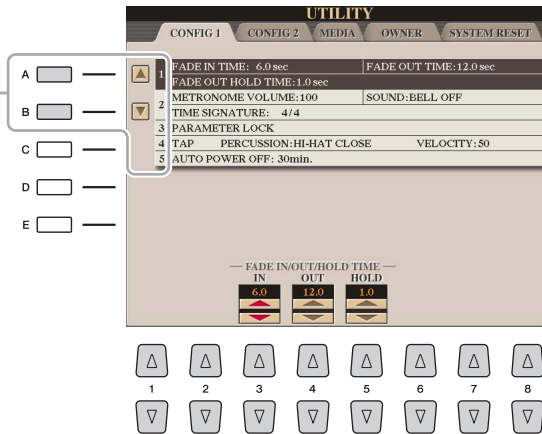 UTILITY
CONFIG 1 CONFIG 2 MEDIA OWNER SYSTEM RESET
A
B
C
D
E
1 FADE IN TIME: 6.0 sec FADE OUT TIME:12.0 sec
FADE OUT HOLD TIME:1.0 sec
2 METRONOME VOLUME:100 SOUND:BELL OFF
TIME SIGNATURE: 4/4
3 PARAMETER LOCK
4 TAP PERCUSSION:HI-HAT CLOSE VELOCITY:50
5 AUTO POWER OFF: 30min.
FADE IN/OUT/HOLD TIME
IN OUT HOLD
6.0 12.0 1.0
1 2 3 4 5 6 7 8